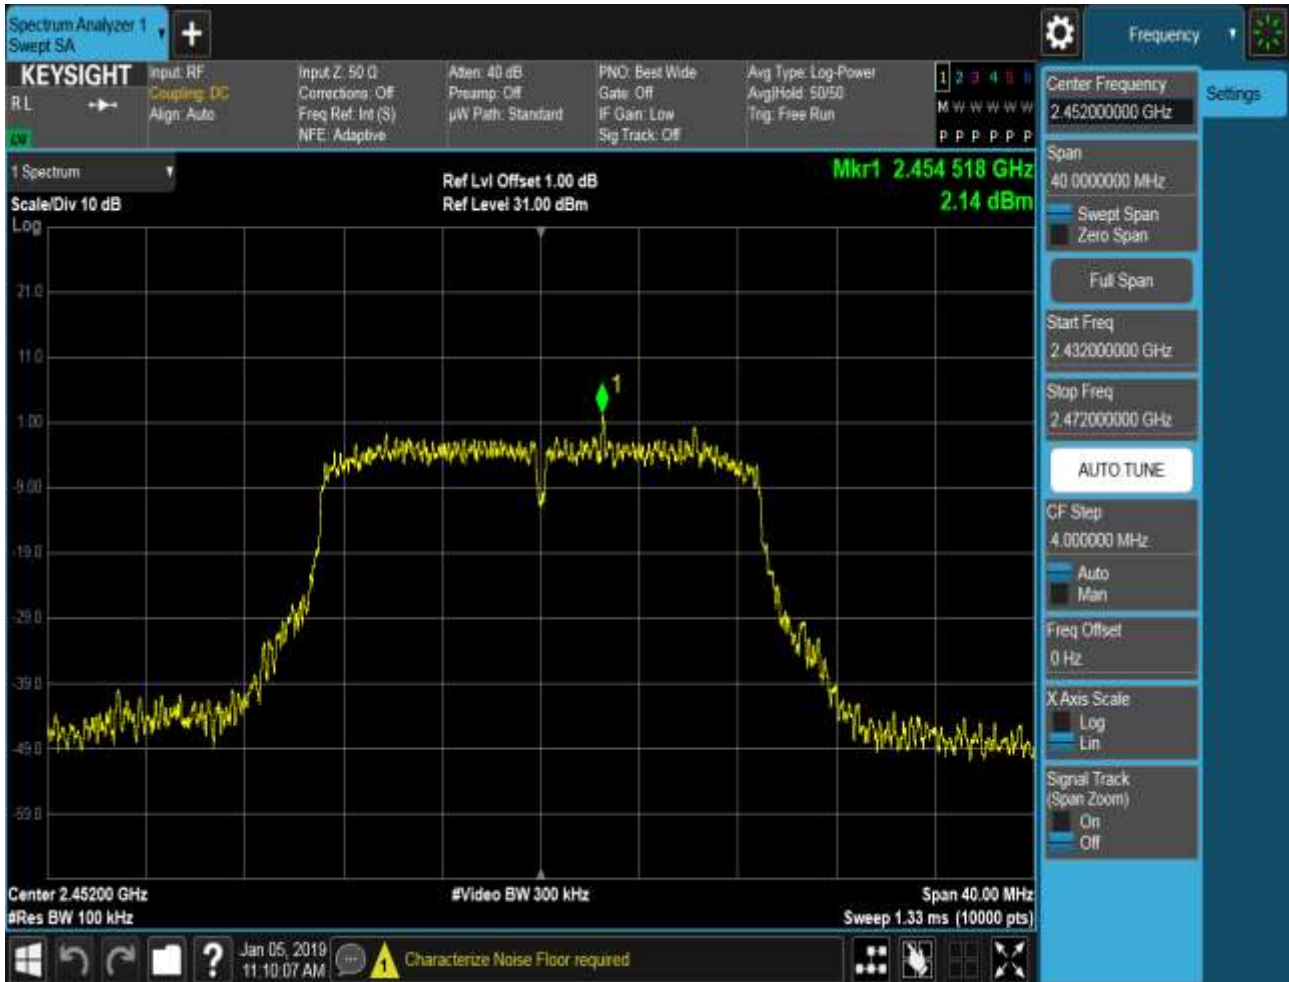 Spectrum Analyzer 1
Swept SA
+
Frequency
KEYSIGHT
RL
LW
Input: RF
Coupling: DC
Align: Auto
Input Z: 50 Ω
Corrections: Off
Freq Ref: Int (S)
NFE: Adaptive
Atten: 40 dB
Preamp: Off
µW Path: Standard
PNO: Best Wide
Gate: Off
IF Gain: Low
Sig Track: Off
Avg Type: Log-Power
Avg|Hold: 50/50
Trig: Free Run
1 2 3 4 5 6
M W W W W W
P P P P P P
1 Spectrum
Scale/Div 10 dB
Log
Ref Lvl Offset 1.00 dB
Ref Level 31.00 dBm
Mkr1 2.454 518 GHz
2.14 dBm
21.0
11.0
1.00
-9.00
-19.0
-29.0
-39.0
-49.0
-59.0
1
Center 2.45200 GHz
#Res BW 100 kHz
#Video BW 300 kHz
Span 40.00 MHz
Sweep 1.33 ms (10000 pts)
Center Frequency
2.452000000 GHz
Settings
Span
40.0000000 MHz
Swept Span
Zero Span
Full Span
Start Freq
2.432000000 GHz
Stop Freq
2.472000000 GHz
AUTO TUNE
CF Step
4.000000 MHz
Auto
Man
Freq Offset
0 Hz
X Axis Scale
Log
Lin
Signal Track
(Span Zoom)
On
Off
?
Jan 05, 2019
11:10:07 AM
1
Characterize Noise Floor required